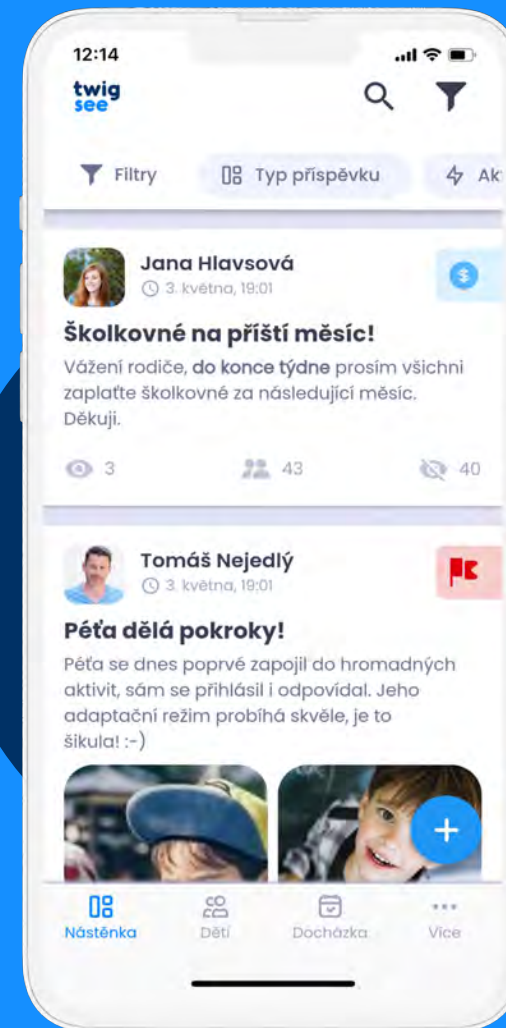 12:14
twig
see
Filtry
Typ příspěvku
Ak
Jana Hlavsová
3. května, 19:01
Školkovné na příští měsíc!
Vážení rodiče, do konce týdne prosím všichni
zaplaťte školkovné za následující měsíc.
Děkuji.
3
43
40
Tomáš Nejedlý
3. května, 19:01
Péťa dělá pokroky!
Péťa se dnes poprvé zapojil do hromadných
aktivit, sám se přihlásil i odpovídal. Jeho
adaptační režim probíhá skvěle, je to
šikula! :-)
Nástěnka
Děti
Docházka
Více